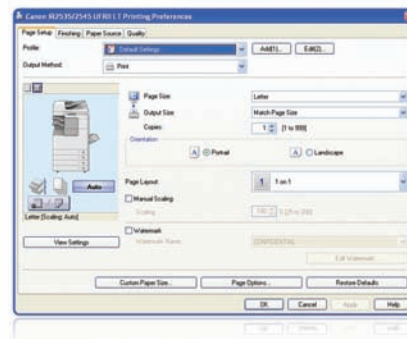 Canon iR2535/2545 UFRII LT Printing Preferences
Page Setup Finishing Paper Source Quality
Profile: Default Settings Add(1)... Edit(2)...
Output Method: Print
Page Size: Letter
Output Size: Match Page Size
Copies: 1 [1 to 999]
Orientation
A Portrait A Landscape
Auto
Page Layout: 1 1 on 1
Manual Scaling
Scaling:
Letter [Scaling: Auto]
Watermark
View Settings
Watermark Name: CONFIDENTIAL
Edit Watermark...
Custom Paper Size... Page Options... Restore Defaults
OK Cancel Apply Help